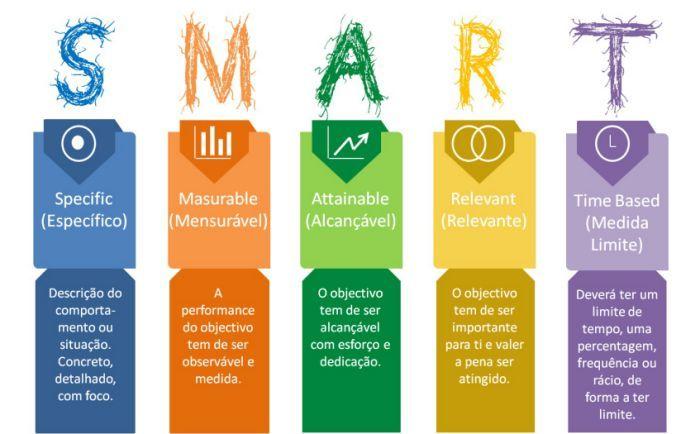 S M A R T
Specific
(Específico)
Masurable
(Mensurável)
Attainable
(Alcançável)
Relevant
(Relevante)
Time Based
(Medida
Limite)
Descrição do
comporta-
mento ou
situação.
Concreto,
detalhado,
com foco.
A
performance
do objectivo
tem de ser
observável e
medida.
O objectivo
tem de ser
alcançável
com esforço e
dedicação.
O objectivo
tem de ser
importante
para ti e valer
a pena ser
atingido.
Deverá ter um
limite de
tempo, uma
percentagem,
frequência ou
rácio, de
forma a ter
limite.